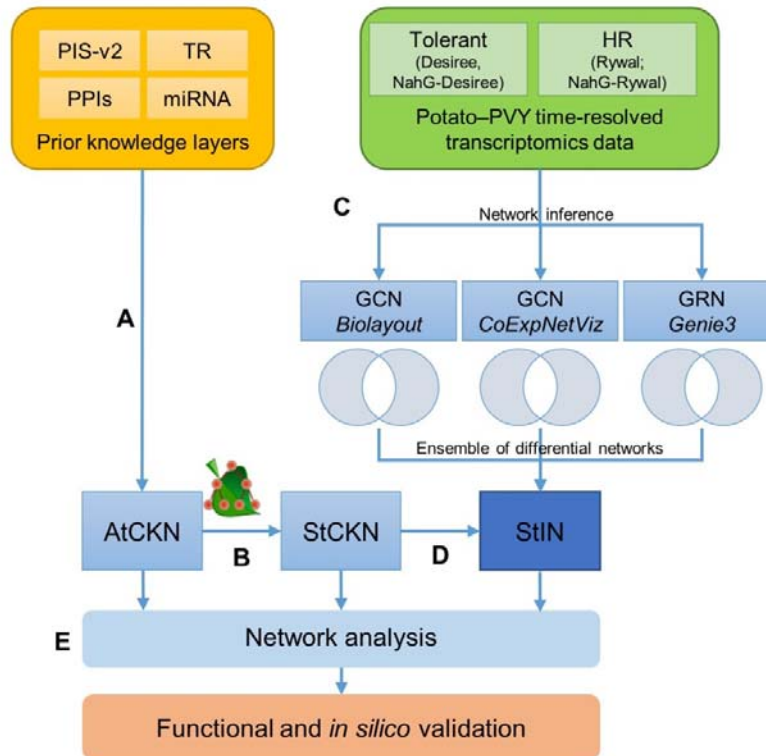 PIS-v2
TR
PPIs
miRNA
Prior knowledge layers
Tolerant
(Desiree,
NahG-Desiree)
HR
(Rywal;
NahG-Rywal)
Potato–PVY time-resolved
transcriptomics data
C
Network inference
A
GCN
Biolayout
GCN
CoExpNetViz
GRN
Genie3
Ensemble of differential networks
AtCKN
B
StCKN
D
StIN
E
Network analysis
Functional and in silico validation